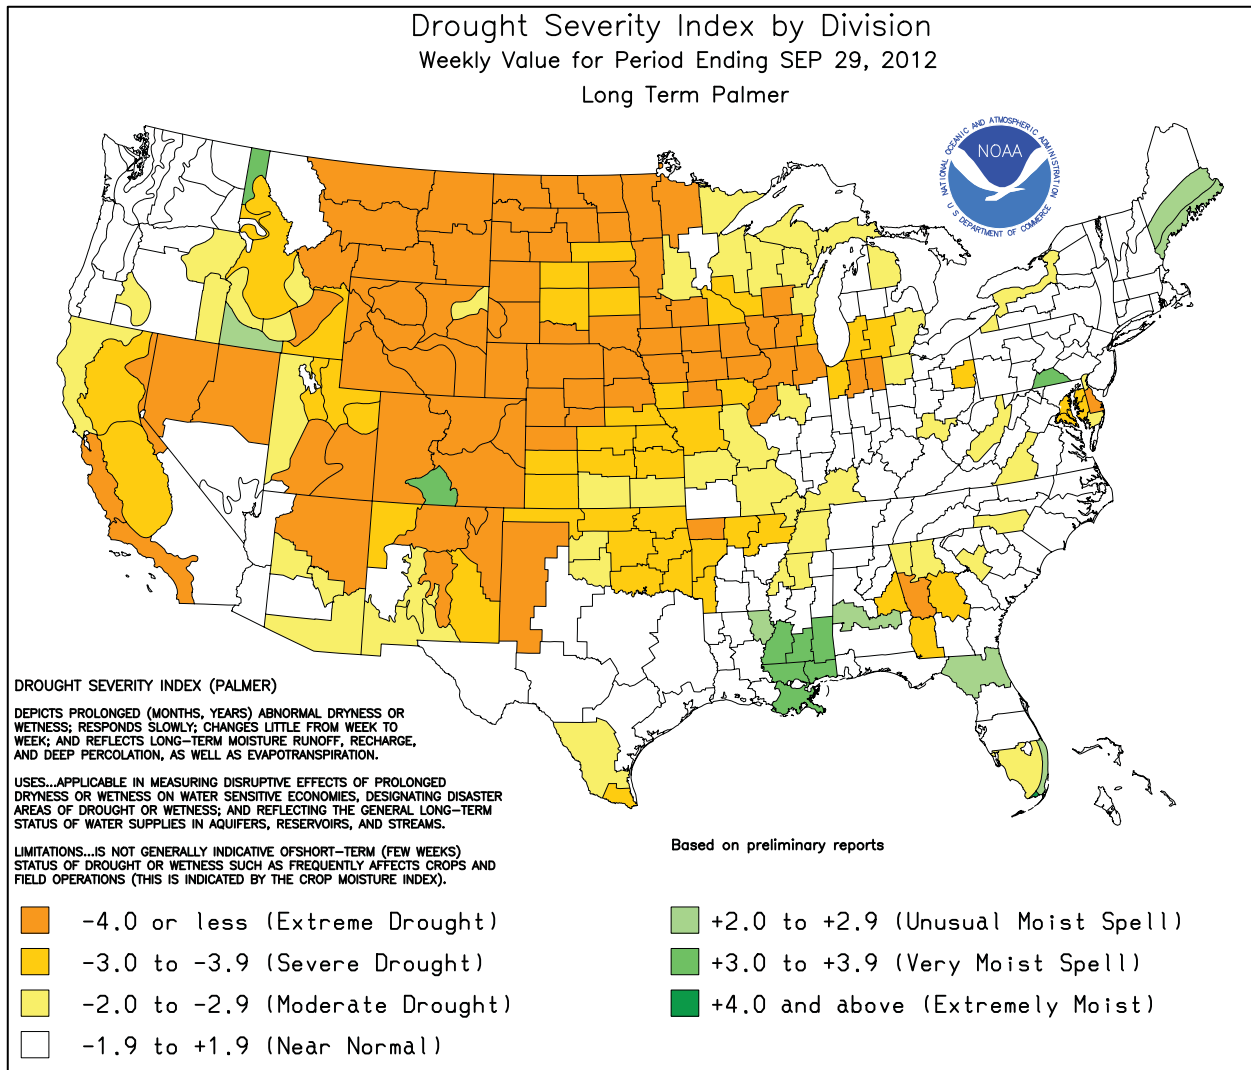 Drought Severity Index by Division
Weekly Value for Period Ending SEP 29, 2012
Long Term Palmer
NATIONAL OCEANIC AND ATMOSPHERIC ADMINISTRATION
NOAA
U S DEPARTMENT OF COMMERCE
DROUGHT SEVERITY INDEX (PALMER)
DEPICTS PROLONGED (MONTHS, YEARS) ABNORMAL DRYNESS OR
WETNESS; RESPONDS SLOWLY; CHANGES LITTLE FROM WEEK TO
WEEK; AND REFLECTS LONG-TERM MOISTURE RUNOFF, RECHARGE,
AND DEEP PERCOLATION, AS WELL AS EVAPOTRANSPIRATION.
USES...APPLICABLE IN MEASURING DISRUPTIVE EFFECTS OF PROLONGED
DRYNESS OR WETNESS ON WATER SENSITIVE ECONOMIES, DESIGNATING DISASTER
AREAS OF DROUGHT OR WETNESS; AND REFLECTING THE GENERAL LONG-TERM
STATUS OF WATER SUPPLIES IN AQUIFERS, RESERVOIRS, AND STREAMS.
LIMITATIONS...IS NOT GENERALLY INDICATIVE OFSHORT-TERM (FEW WEEKS)
STATUS OF DROUGHT OR WETNESS SUCH AS FREQUENTLY AFFECTS CROPS AND
FIELD OPERATIONS (THIS IS INDICATED BY THE CROP MOISTURE INDEX).
Based on preliminary reports
-4.0 or less (Extreme Drought)
-3.0 to -3.9 (Severe Drought)
-2.0 to -2.9 (Moderate Drought)
-1.9 to +1.9 (Near Normal)
+2.0 to +2.9 (Unusual Moist Spell)
+3.0 to +3.9 (Very Moist Spell)
+4.0 and above (Extremely Moist)